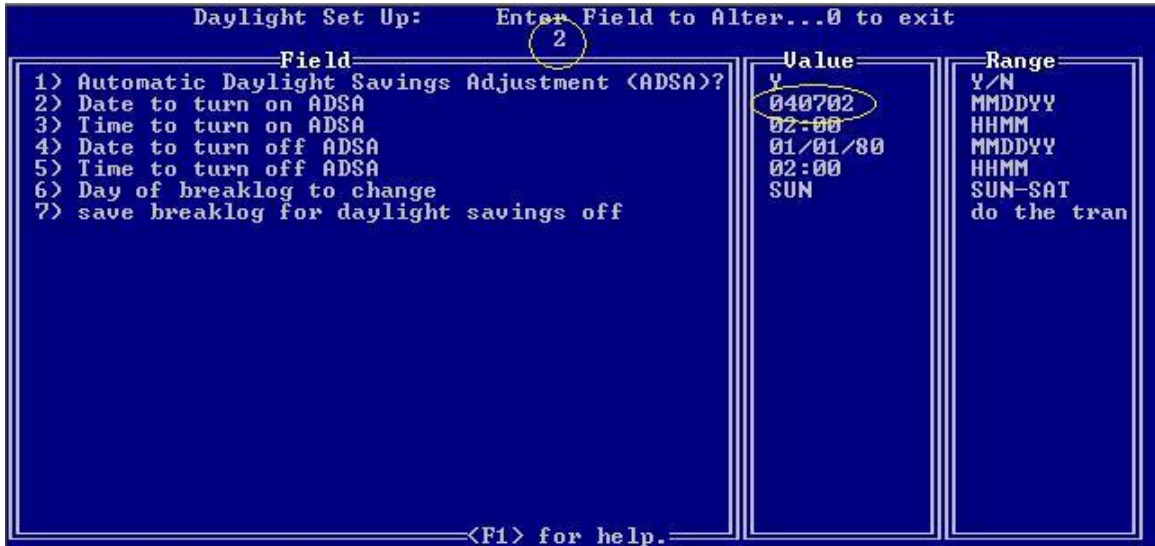 Daylight Set Up: Enter Field to Alter...0 to exit
2
Field Value Range
1) Automatic Daylight Savings Adjustment (ADSA)? Y Y/N
2) Date to turn on ADSA 040702 MMDDYY
3) Time to turn on ADSA 02:00 HHMM
4) Date to turn off ADSA 01/01/80 MMDDYY
5) Time to turn off ADSA 02:00 HHMM
6) Day of breaklog to change SUN SUN-SAT
7) save breaklog for daylight savings off do the tran
<F1> for help.